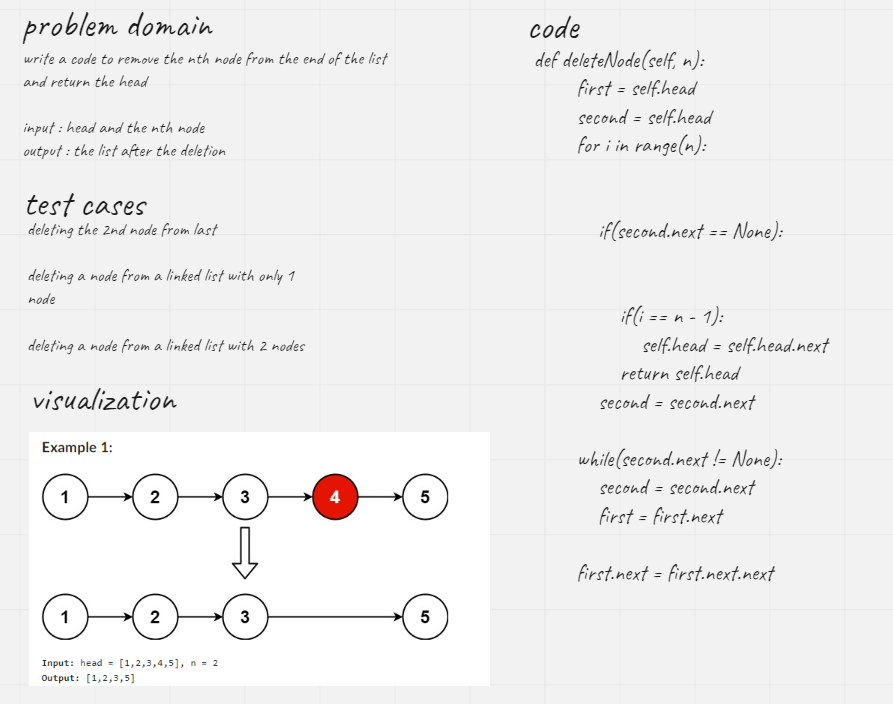 problem domain
write a code to remove the nth node from the end of the list
and return the head
input : head and the nth node
output : the list after the deletion
test cases
deleting the 2nd node from last
deleting a node from a linked list with only 1
node
deleting a node from a linked list with 2 nodes
visualization
Example 1:
1 2 3 4 5
1 2 3 5
Input: head = [1,2,3,4,5], n = 2
Output: [1,2,3,5]
code
def deleteNode(self, n):
first = self.head
second = self.head
for i in range(n):
if(second.next == None):
if(i == n - 1):
self.head = self.head.next
return self.head
second = second.next
while(second.next != None):
second = second.next
first = first.next
first.next = first.next.next